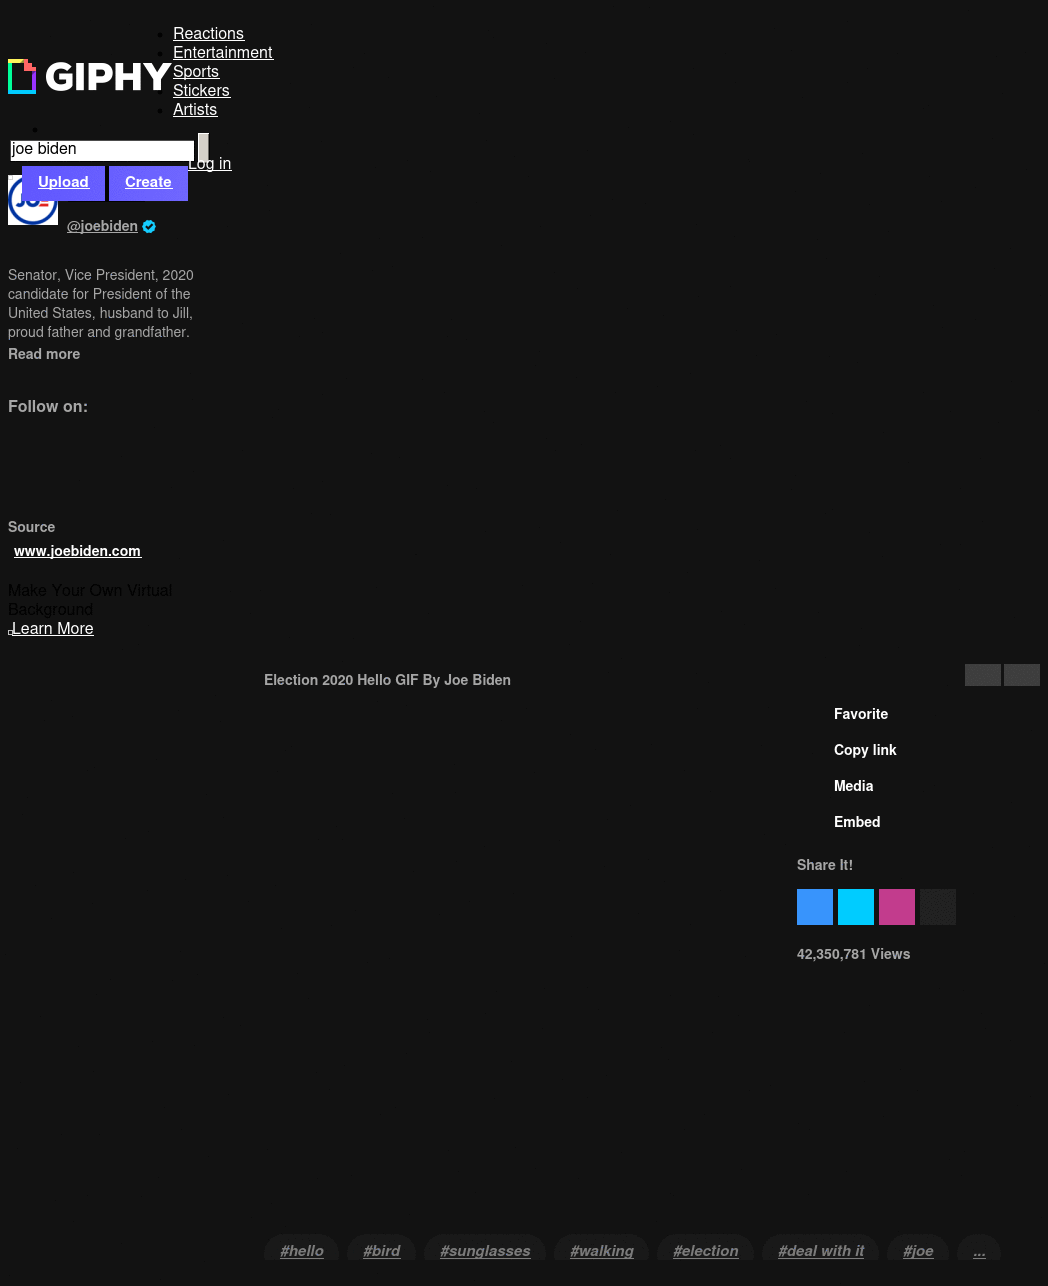 Reactions
Entertainment
Sports
Stickers
Artists
GIPHY
joe biden
Log in
Upload
Create
JOE
@joebiden
Senator, Vice President, 2020
candidate for President of the
United States, husband to Jill,
proud father and grandfather.
Read more
Follow on:
Source
www.joebiden.com
Make Your Own Virtual
Background
Learn More
Election 2020 Hello GIF By Joe Biden
Favorite
Copy link
Media
Embed
Share It!
42,350,781 Views
#hello #bird #sunglasses #walking #election #deal with it #joe ...